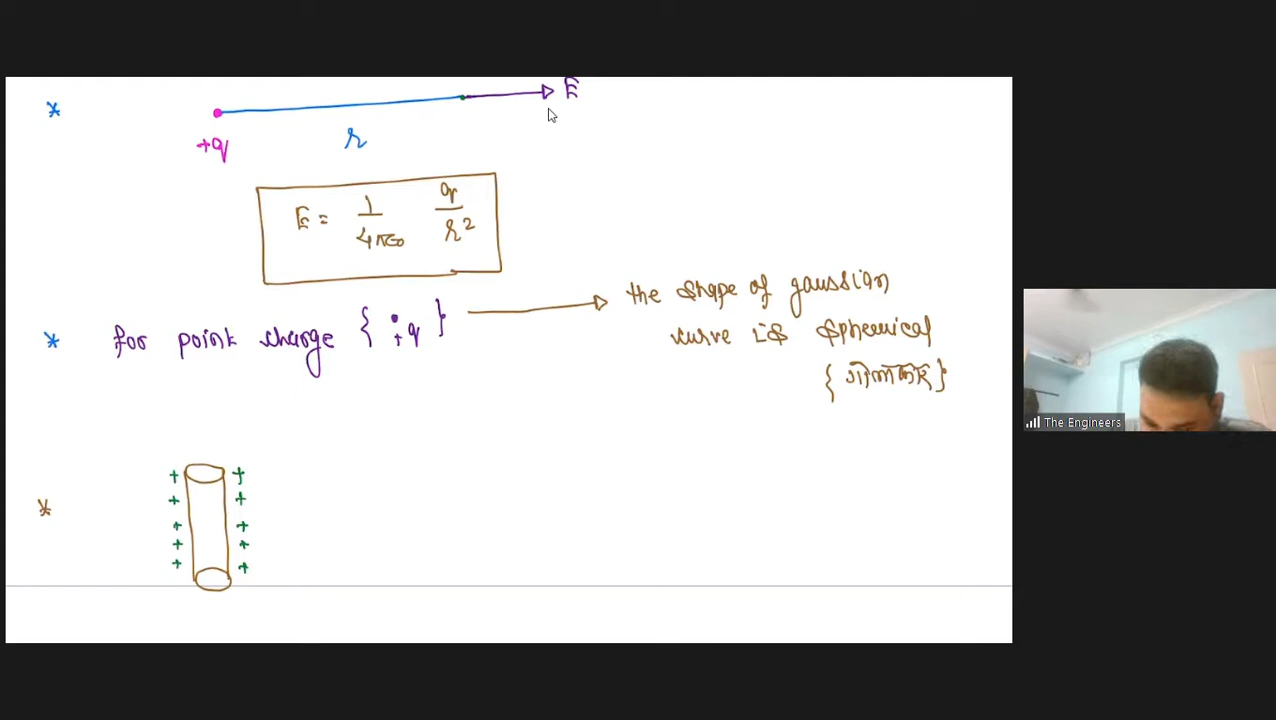 * E
+q r
E = 1/4πε₀ q/r²
* for point charge { +q } → the shape of gaussian
curve is spherical
{ गोलाकार }
The Engineers
*
+ +
+ +
+ +
+ +
+ +